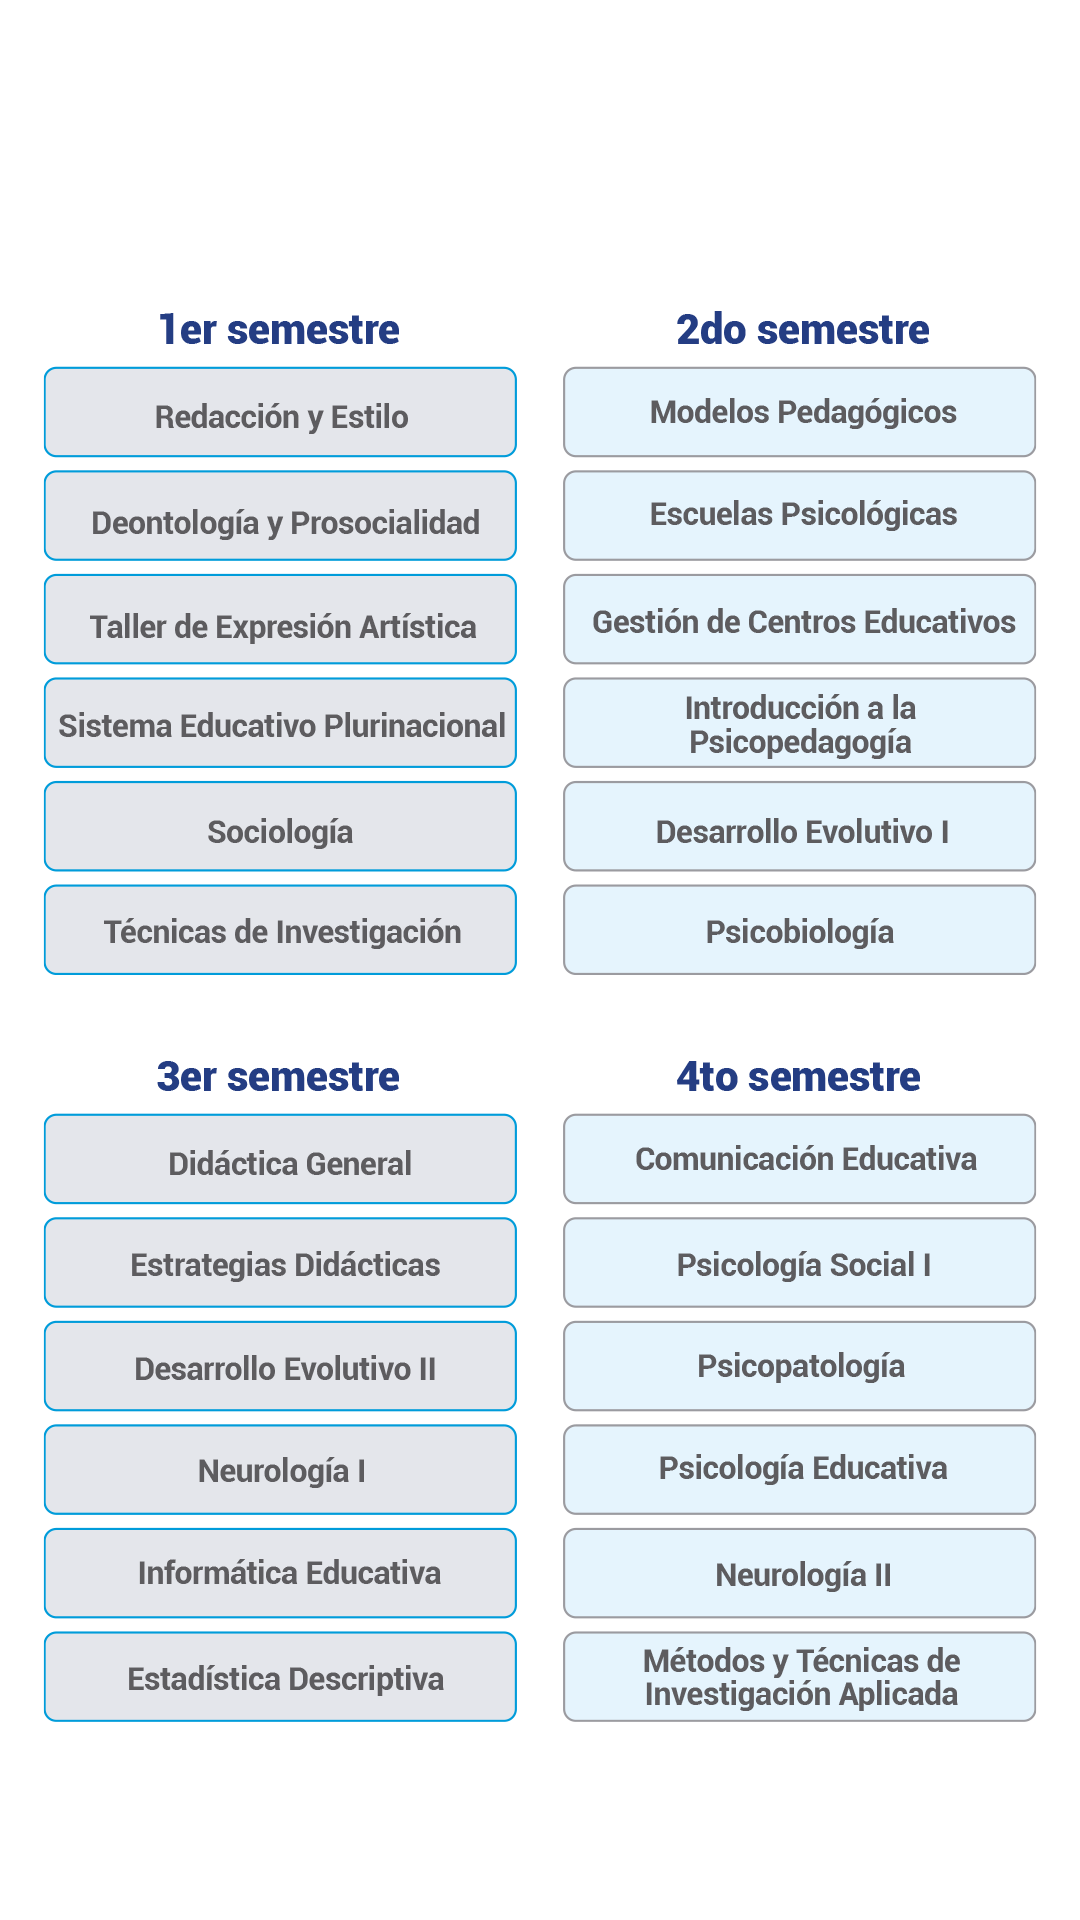 1er semestre
Redacción y Estilo
Deontología y Prosocialidad
Taller de Expresión Artística
Sistema Educativo Plurinacional
Sociología
Técnicas de Investigación
2do semestre
Modelos Pedagógicos
Escuelas Psicológicas
Gestión de Centros Educativos
Introducción a la
Psicopedagogía
Desarrollo Evolutivo I
Psicobiología
3er semestre
Didáctica General
Estrategias Didácticas
Desarrollo Evolutivo II
Neurología I
Informática Educativa
Estadística Descriptiva
4to semestre
Comunicación Educativa
Psicología Social I
Psicopatología
Psicología Educativa
Neurología II
Métodos y Técnicas de
Investigación Aplicada